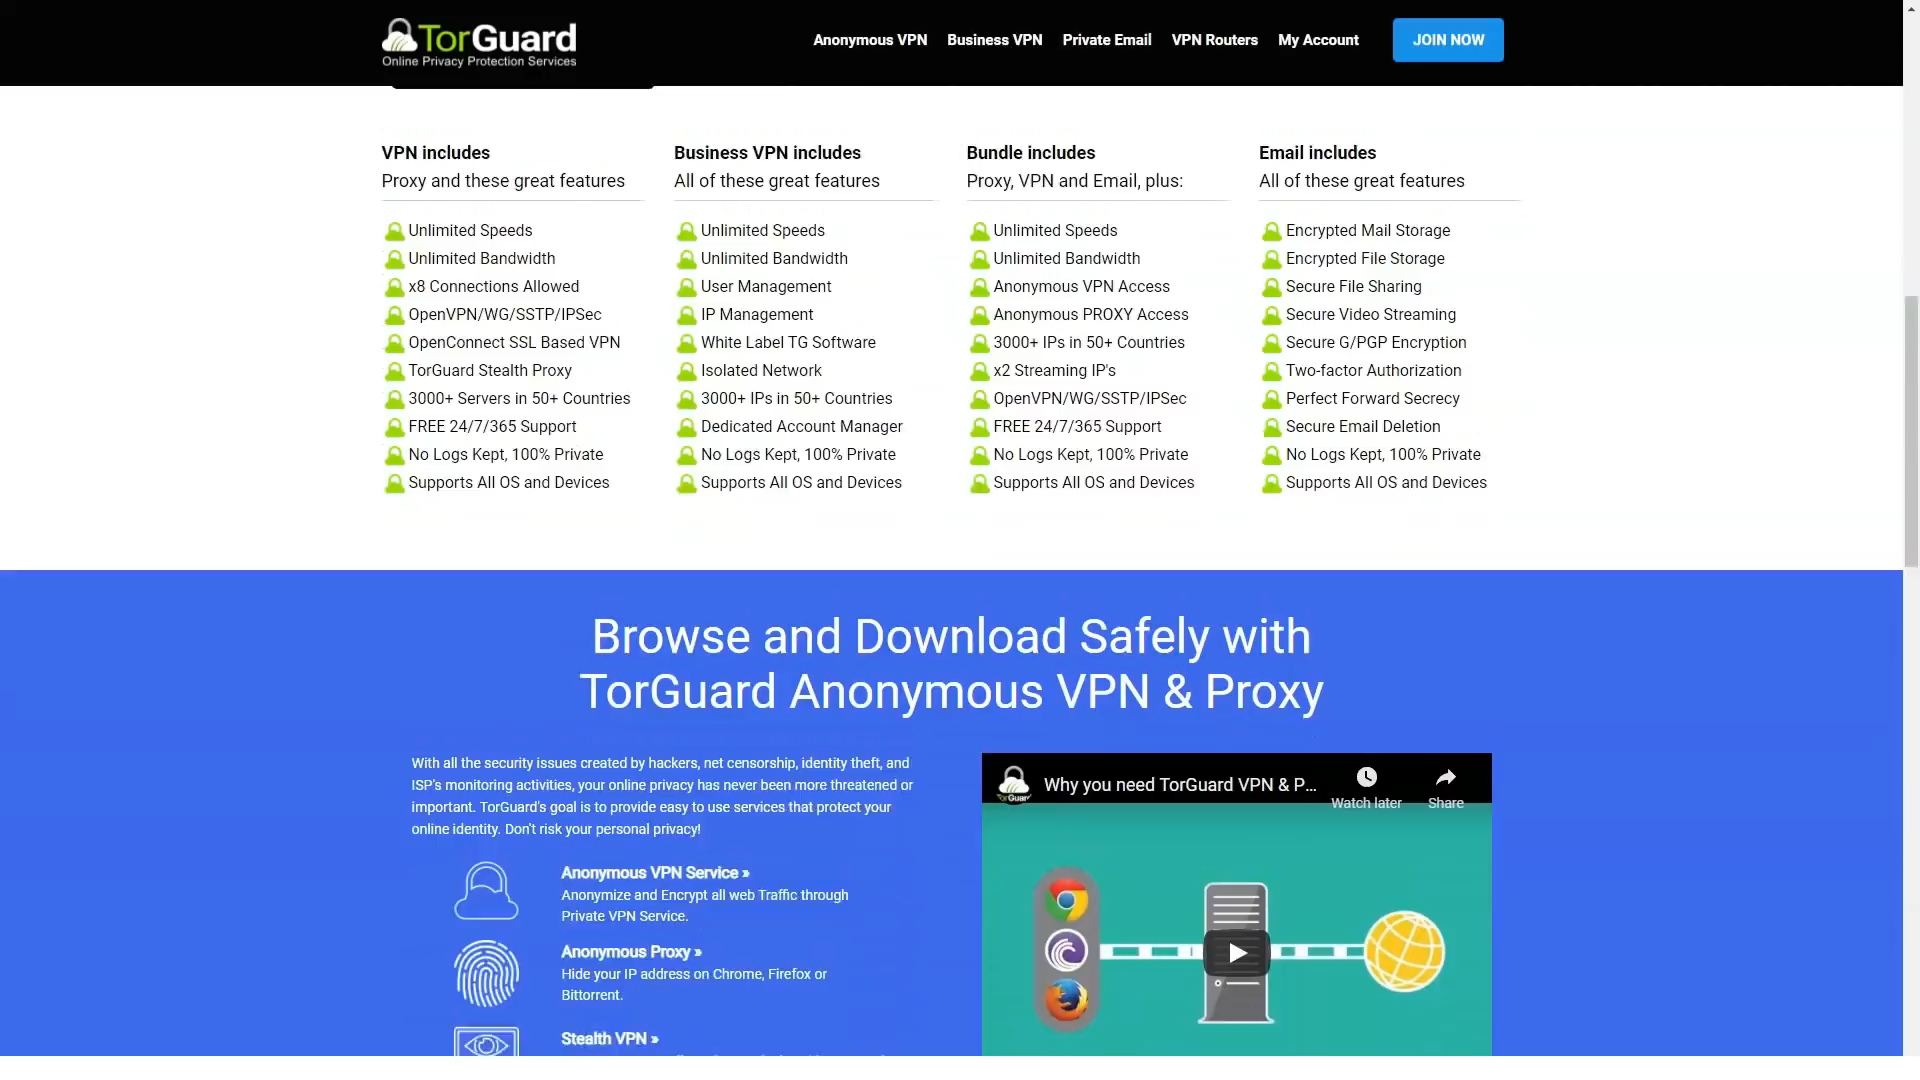 TorGuard
Online Privacy Protection Services
Anonymous VPN
Business VPN
Private Email
VPN Routers
My Account
JOIN NOW
VPN includes
Proxy and these great features
Unlimited Speeds
Unlimited Bandwidth
x8 Connections Allowed
OpenVPN/WG/SSTP/IPSec
OpenConnect SSL Based VPN
TorGuard Stealth Proxy
3000+ Servers in 50+ Countries
FREE 24/7/365 Support
No Logs Kept, 100% Private
Supports All OS and Devices
Business VPN includes
All of these great features
Unlimited Speeds
Unlimited Bandwidth
User Management
IP Management
White Label TG Software
Isolated Network
3000+ IPs in 50+ Countries
Dedicated Account Manager
No Logs Kept, 100% Private
Supports All OS and Devices
Bundle includes
Proxy, VPN and Email, plus:
Unlimited Speeds
Unlimited Bandwidth
Anonymous VPN Access
Anonymous PROXY Access
3000+ IPs in 50+ Countries
x2 Streaming IP's
OpenVPN/WG/SSTP/IPSec
FREE 24/7/365 Support
No Logs Kept, 100% Private
Supports All OS and Devices
Email includes
All of these great features
Encrypted Mail Storage
Encrypted File Storage
Secure File Sharing
Secure Video Streaming
Secure G/PGP Encryption
Two-factor Authorization
Perfect Forward Secrecy
Secure Email Deletion
No Logs Kept, 100% Private
Supports All OS and Devices
Browse and Download Safely with
TorGuard Anonymous VPN & Proxy
With all the security issues created by hackers, net censorship, identity theft, and
ISP's monitoring activities, your online privacy has never been more threatened or
important. TorGuard's goal is to provide easy to use services that protect your
online identity. Don't risk your personal privacy!
Anonymous VPN Service »
Anonymize and Encrypt all web Traffic through
Private VPN Service.
Anonymous Proxy »
Hide your IP address on Chrome, Firefox or
Bittorrent.
Stealth VPN »
TorGuard
Why you need TorGuard VPN & P...
Watch later
Share